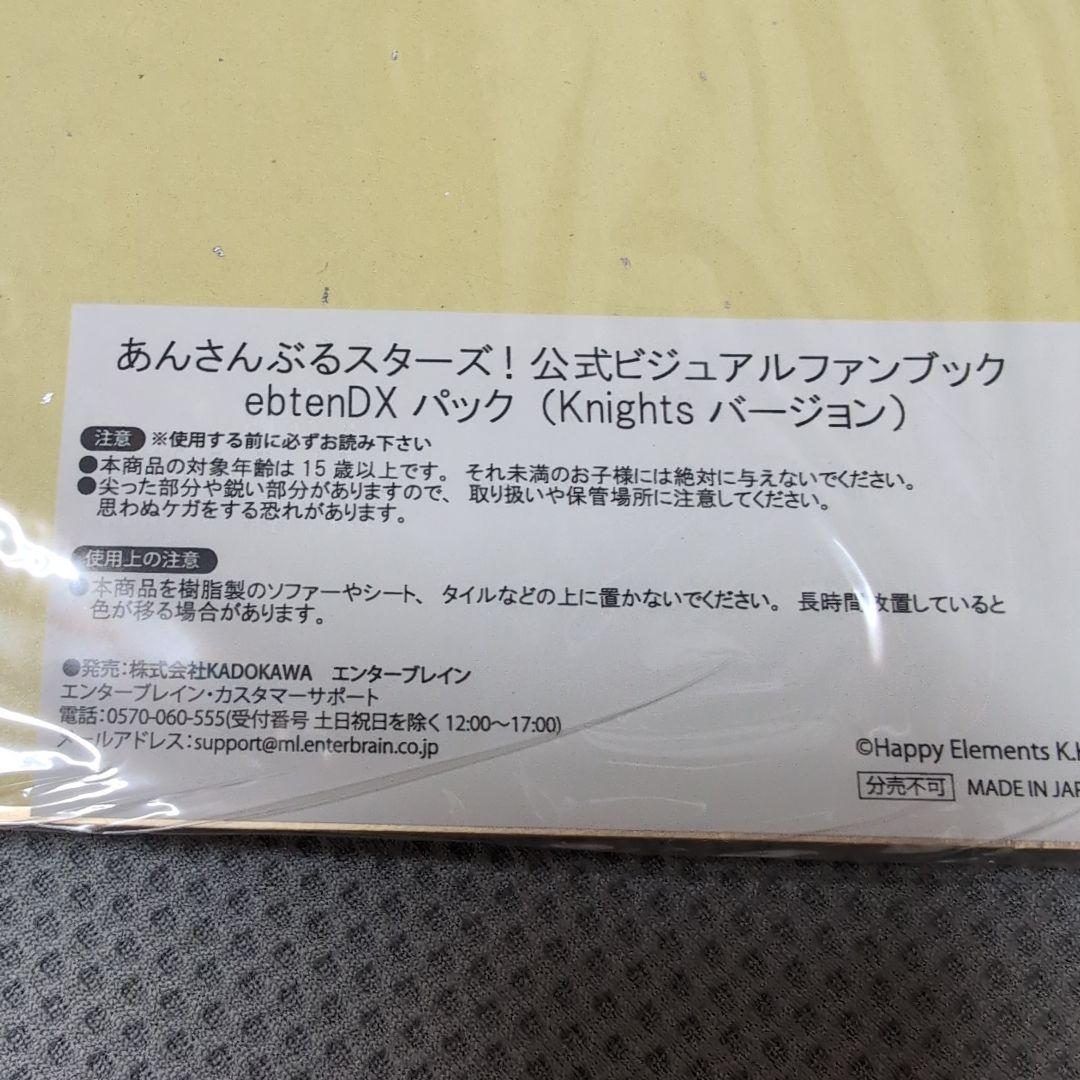 あんさんぶるスターズ！公式ビジュアルファンブック
ebtenDX パック（Knights バージョン）
注意 ※使用する前に必ずお読み下さい
●本商品の対象年齢は 15 歳以上です。それ未満のお子様には絶対に与えないでください。
●尖った部分や鋭い部分がありますので、取り扱いや保管場所に注意してください。
思わぬケガをする恐れがあります。
使用上の注意
●本商品を樹脂製のソファーやシート、タイルなどの上に置かないでください。長時間放置していると
色が移る場合があります。
●発売：株式会社KADOKAWA エンターブレイン
エンターブレイン・カスタマーサポート
電話：0570-060-555(受付番号 土日祝日を除く 12:00～17:00)
メールアドレス：support@ml.enterbrain.co.jp
©Happy Elements K.
分売不可 MADE IN